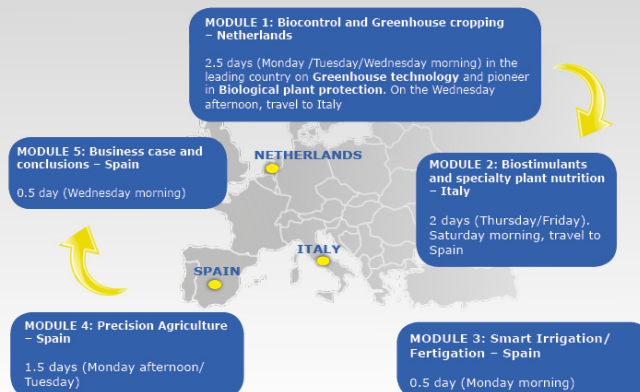 MODULE 1: Biocontrol and Greenhouse cropping
– Netherlands
2.5 days (Monday /Tuesday/Wednesday morning) in the
leading country on Greenhouse technology and pioneer
in Biological plant protection. On the Wednesday
afternoon, travel to Italy
MODULE 5: Business case and
conclusions – Spain
0.5 day (Wednesday morning)
NETHERLANDS
MODULE 2: Biostimulants
and specialty plant nutrition
– Italy
2 days (Thursday/Friday).
Saturday morning, travel to
Spain
ITALY
SPAIN
MODULE 4: Precision Agriculture
– Spain
1.5 days (Monday afternoon/
Tuesday)
MODULE 3: Smart Irrigation/
Fertigation – Spain
0.5 day (Monday morning)